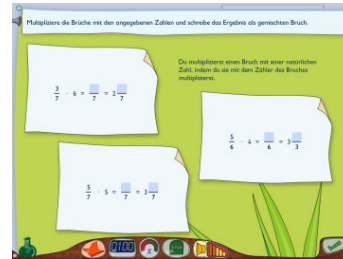 Multipliziere die Brüche mit den angegebenen Zahlen und schreibe das Ergebnis als gemischten Bruch.
Du multiplizierst einen Bruch mit einer natürlichen
Zahl, indem du sie mit dem Zähler des Bruches
multiplizierst.
3/7 · 6 = /7 = 2 /7
5/6 · 4 = /6 = 3 /3
5/7 · 5 = /7 = 3 /7
01:00